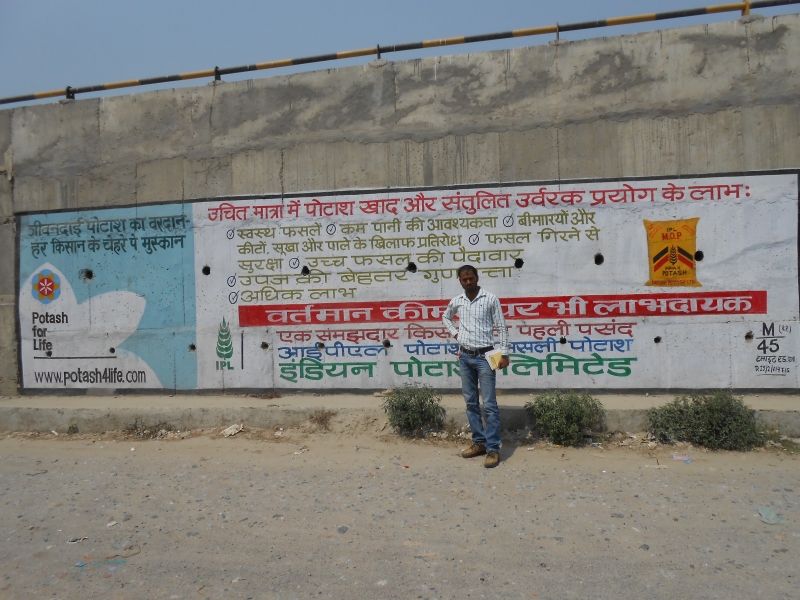 जीवनदाई पोटाश का वरदान
हर किसान के चेहरे पे मुस्कान
Potash
for
Life
www.potash4life.com
उचित मात्रा में पोटाश खाद और संतुलित उर्वरक प्रयोग के लाभ:
स्वस्थ फसलें कम पानी की आवश्यकता बीमारियों और
कीटों, सूखा और पाले के खिलाफ प्रतिरोध फसल गिरने से
सुरक्षा उच्च फसल की पैदावार
उपज की बेहतर गुणवत्ता
अधिक लाभ
वर्तमान कीमत पर भी लाभदायक
एक समझदार पहली पसंद
आईपीएल पोटाश असली पोटाश
इंडियन पोटाश लिमिटेड
IPL
IPL
M.O.P
POTASH
M
45